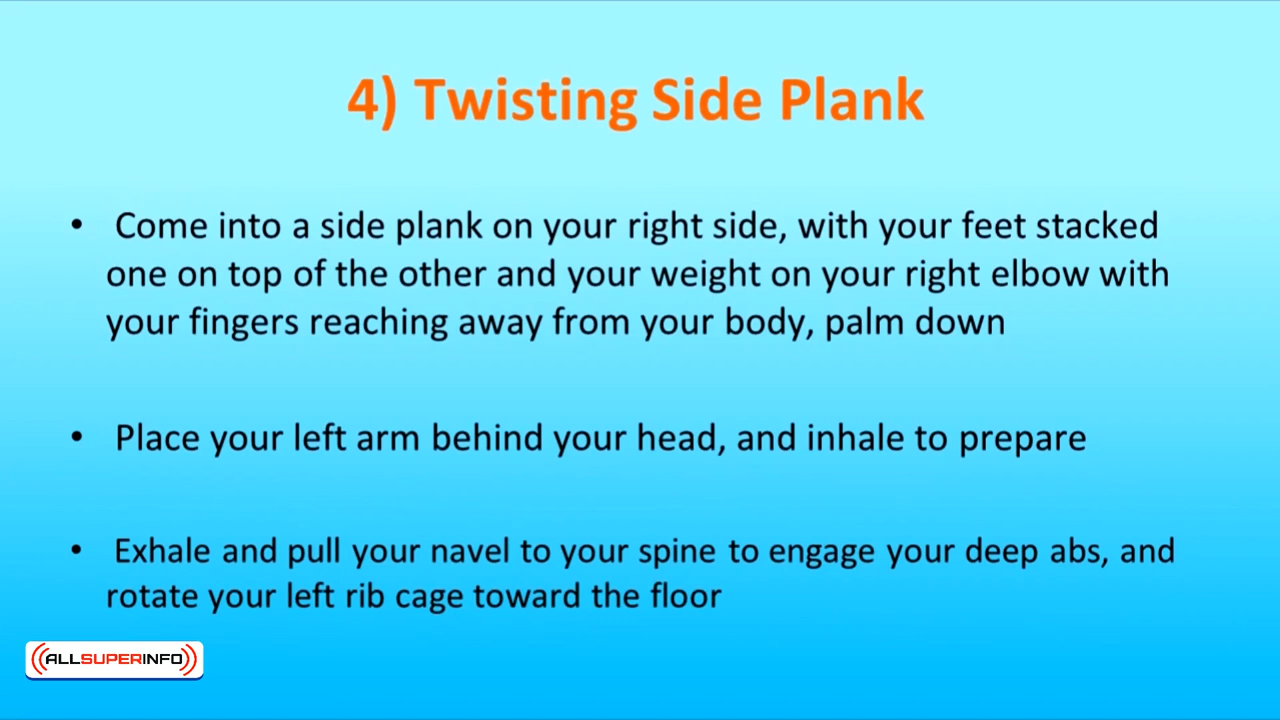 4) Twisting Side Plank
• Come into a side plank on your right side, with your feet stacked
one on top of the other and your weight on your right elbow with
your fingers reaching away from your body, palm down
• Place your left arm behind your head, and inhale to prepare
• Exhale and pull your navel to your spine to engage your deep abs, and
rotate your left rib cage toward the floor
((ALLSUPERINFO))